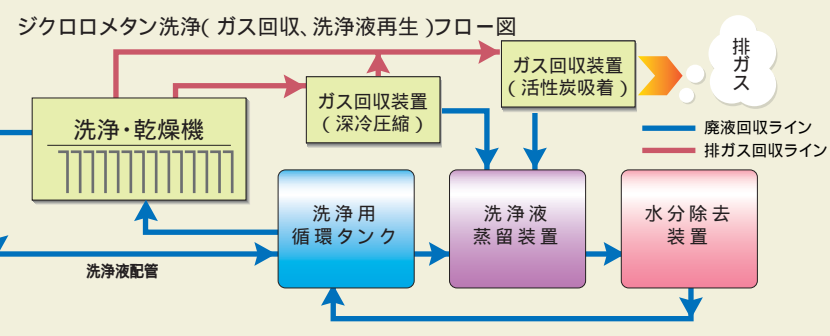 ジクロロメタン洗浄(ガス回収、洗浄液再生)フロー図
排
ガ
ス
ガス回収装置
(活性炭吸着)
ガス回収装置
(深冷圧縮)
洗浄・乾燥機
廃液回収ライン
排ガス回収ライン
洗浄用
循環タンク
洗浄液
蒸留装置
水分除去
装置
洗浄液配管